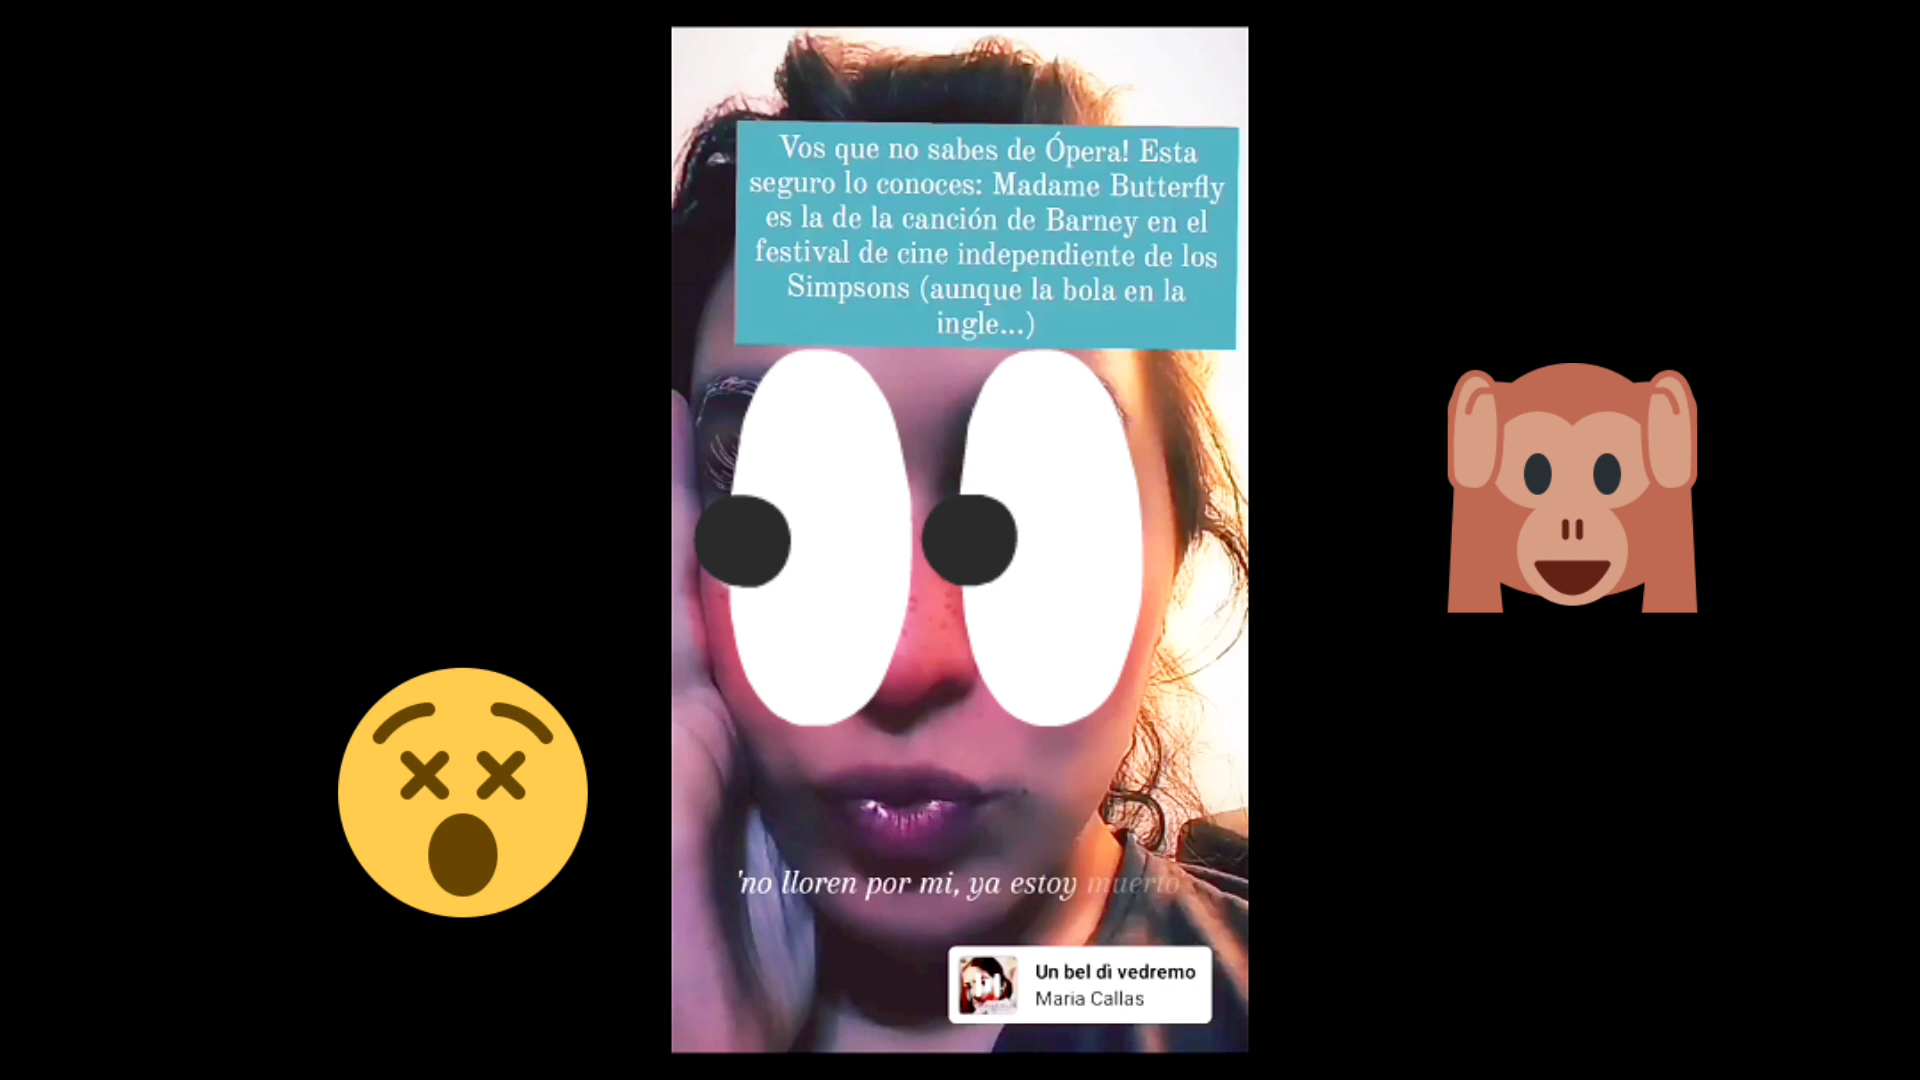 Vos que no sabes de Ópera! Esta
seguro lo conoces: Madame Butterfly
es la de la canción de Barney en el
festival de cine independiente de los
Simpsons (aunque la bola en la
ingle...)
'no lloren por mi, ya estoy muerto'
Un bel dì vedremo
Maria Callas